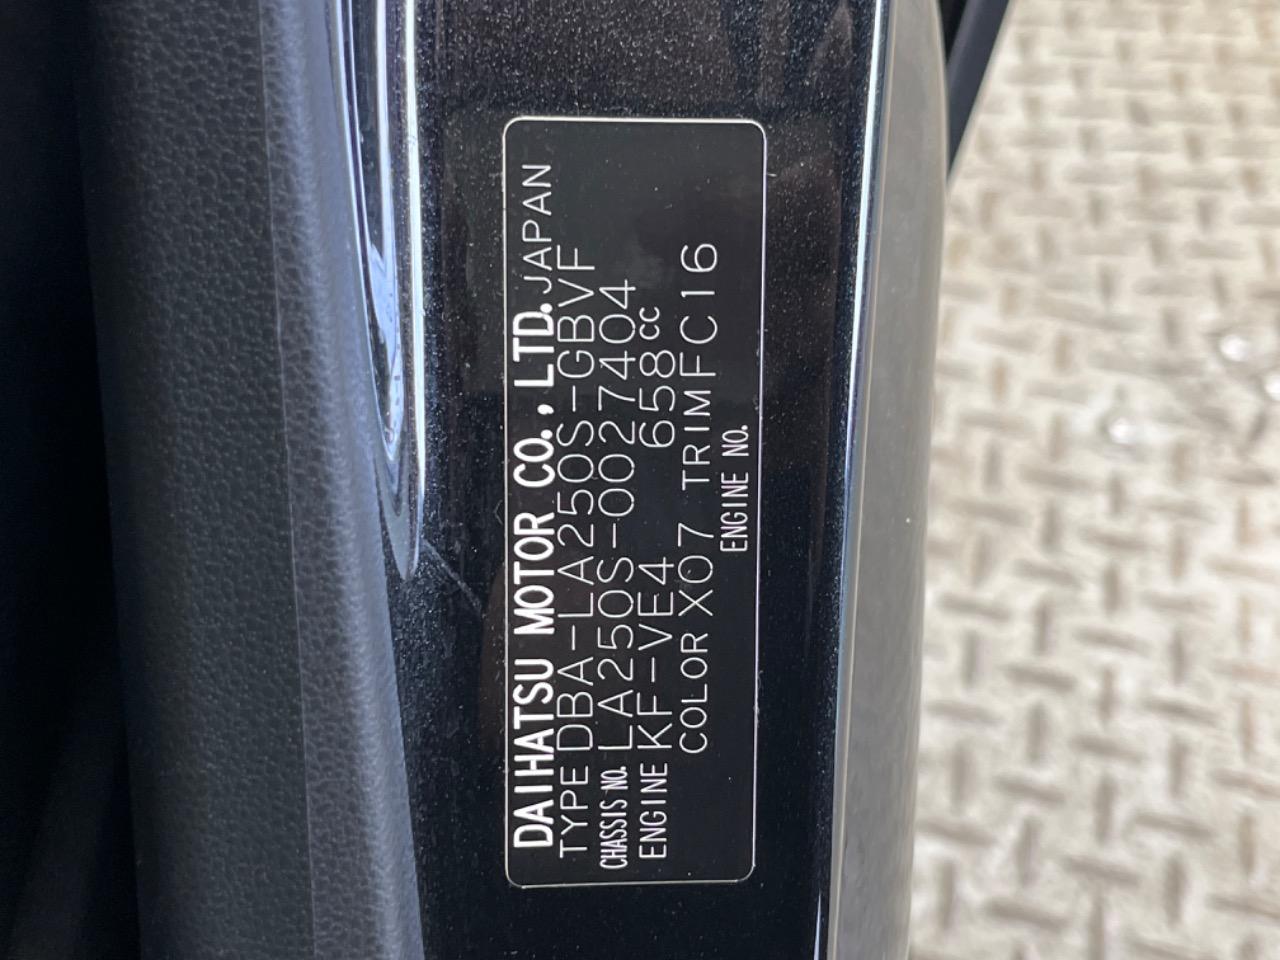 DAIHATSU MOTOR CO.,LTD. JAPAN
TYPE DBA-LA250S-GBVF
CHASSIS NO. LA250S-0027404
ENGINE KF-VE4 658cc
COLOR X07 TRIM FC16
ENGINE NO.